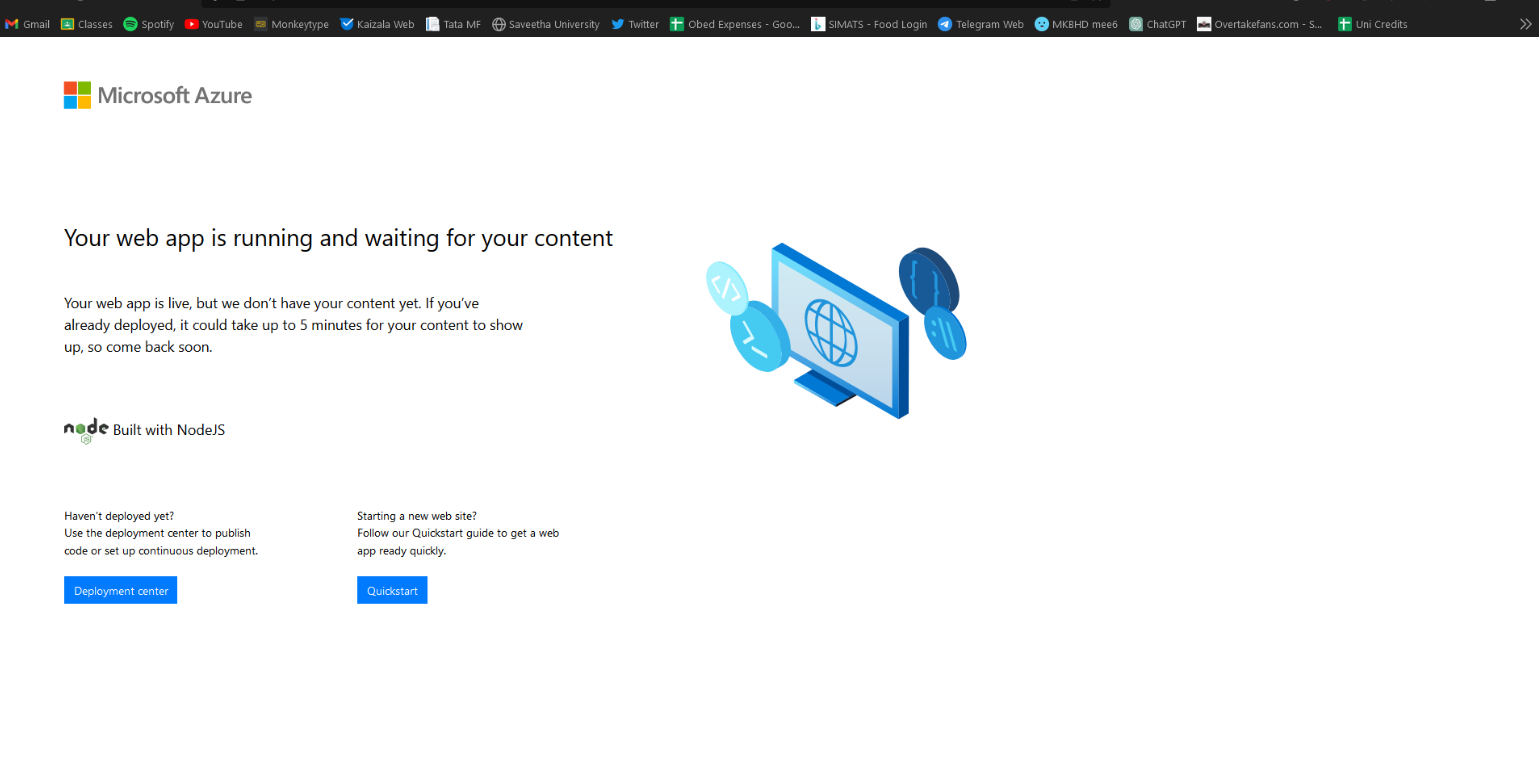 Gmail Classes Spotify YouTube Monkeytype Kaizala Web Tata MF Saveetha University Twitter Obed Expenses - Goo... SIMATS - Food Login Telegram Web MKBHD mee6 ChatGPT Overtakefans.com - S... Uni Credits
Microsoft Azure
Your web app is running and waiting for your content
Your web app is live, but we don’t have your content yet. If you’ve
already deployed, it could take up to 5 minutes for your content to show
up, so come back soon.
node Built with NodeJS
JS
Haven’t deployed yet?
Use the deployment center to publish
code or set up continuous deployment.
Deployment center
Starting a new web site?
Follow our Quickstart guide to get a web
app ready quickly.
Quickstart